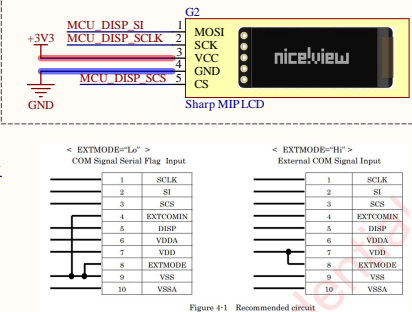 G2
MCU_DISP_SI 1 MOSI
+3V3 MCU_DISP_SCLK 2 SCK
3 VCC
4 GND
MCU_DISP_SCS 5 CS
GND
nice!view
Sharp MIP LCD
< EXTMODE="Lo" >
COM Signal Serial Flag Input
1 SCLK
2 SI
3 SCS
4 EXTCOMIN
5 DISP
6 VDDA
7 VDD
8 EXTMODE
9 VSS
10 VSSA
< EXTMODE="Hi" >
External COM Signal Input
1 SCLK
2 SI
3 SCS
4 EXTCOMIN
5 DISP
6 VDDA
7 VDD
8 EXTMODE
9 VSS
10 VSSA
Figure 4-1 Recommended circuit